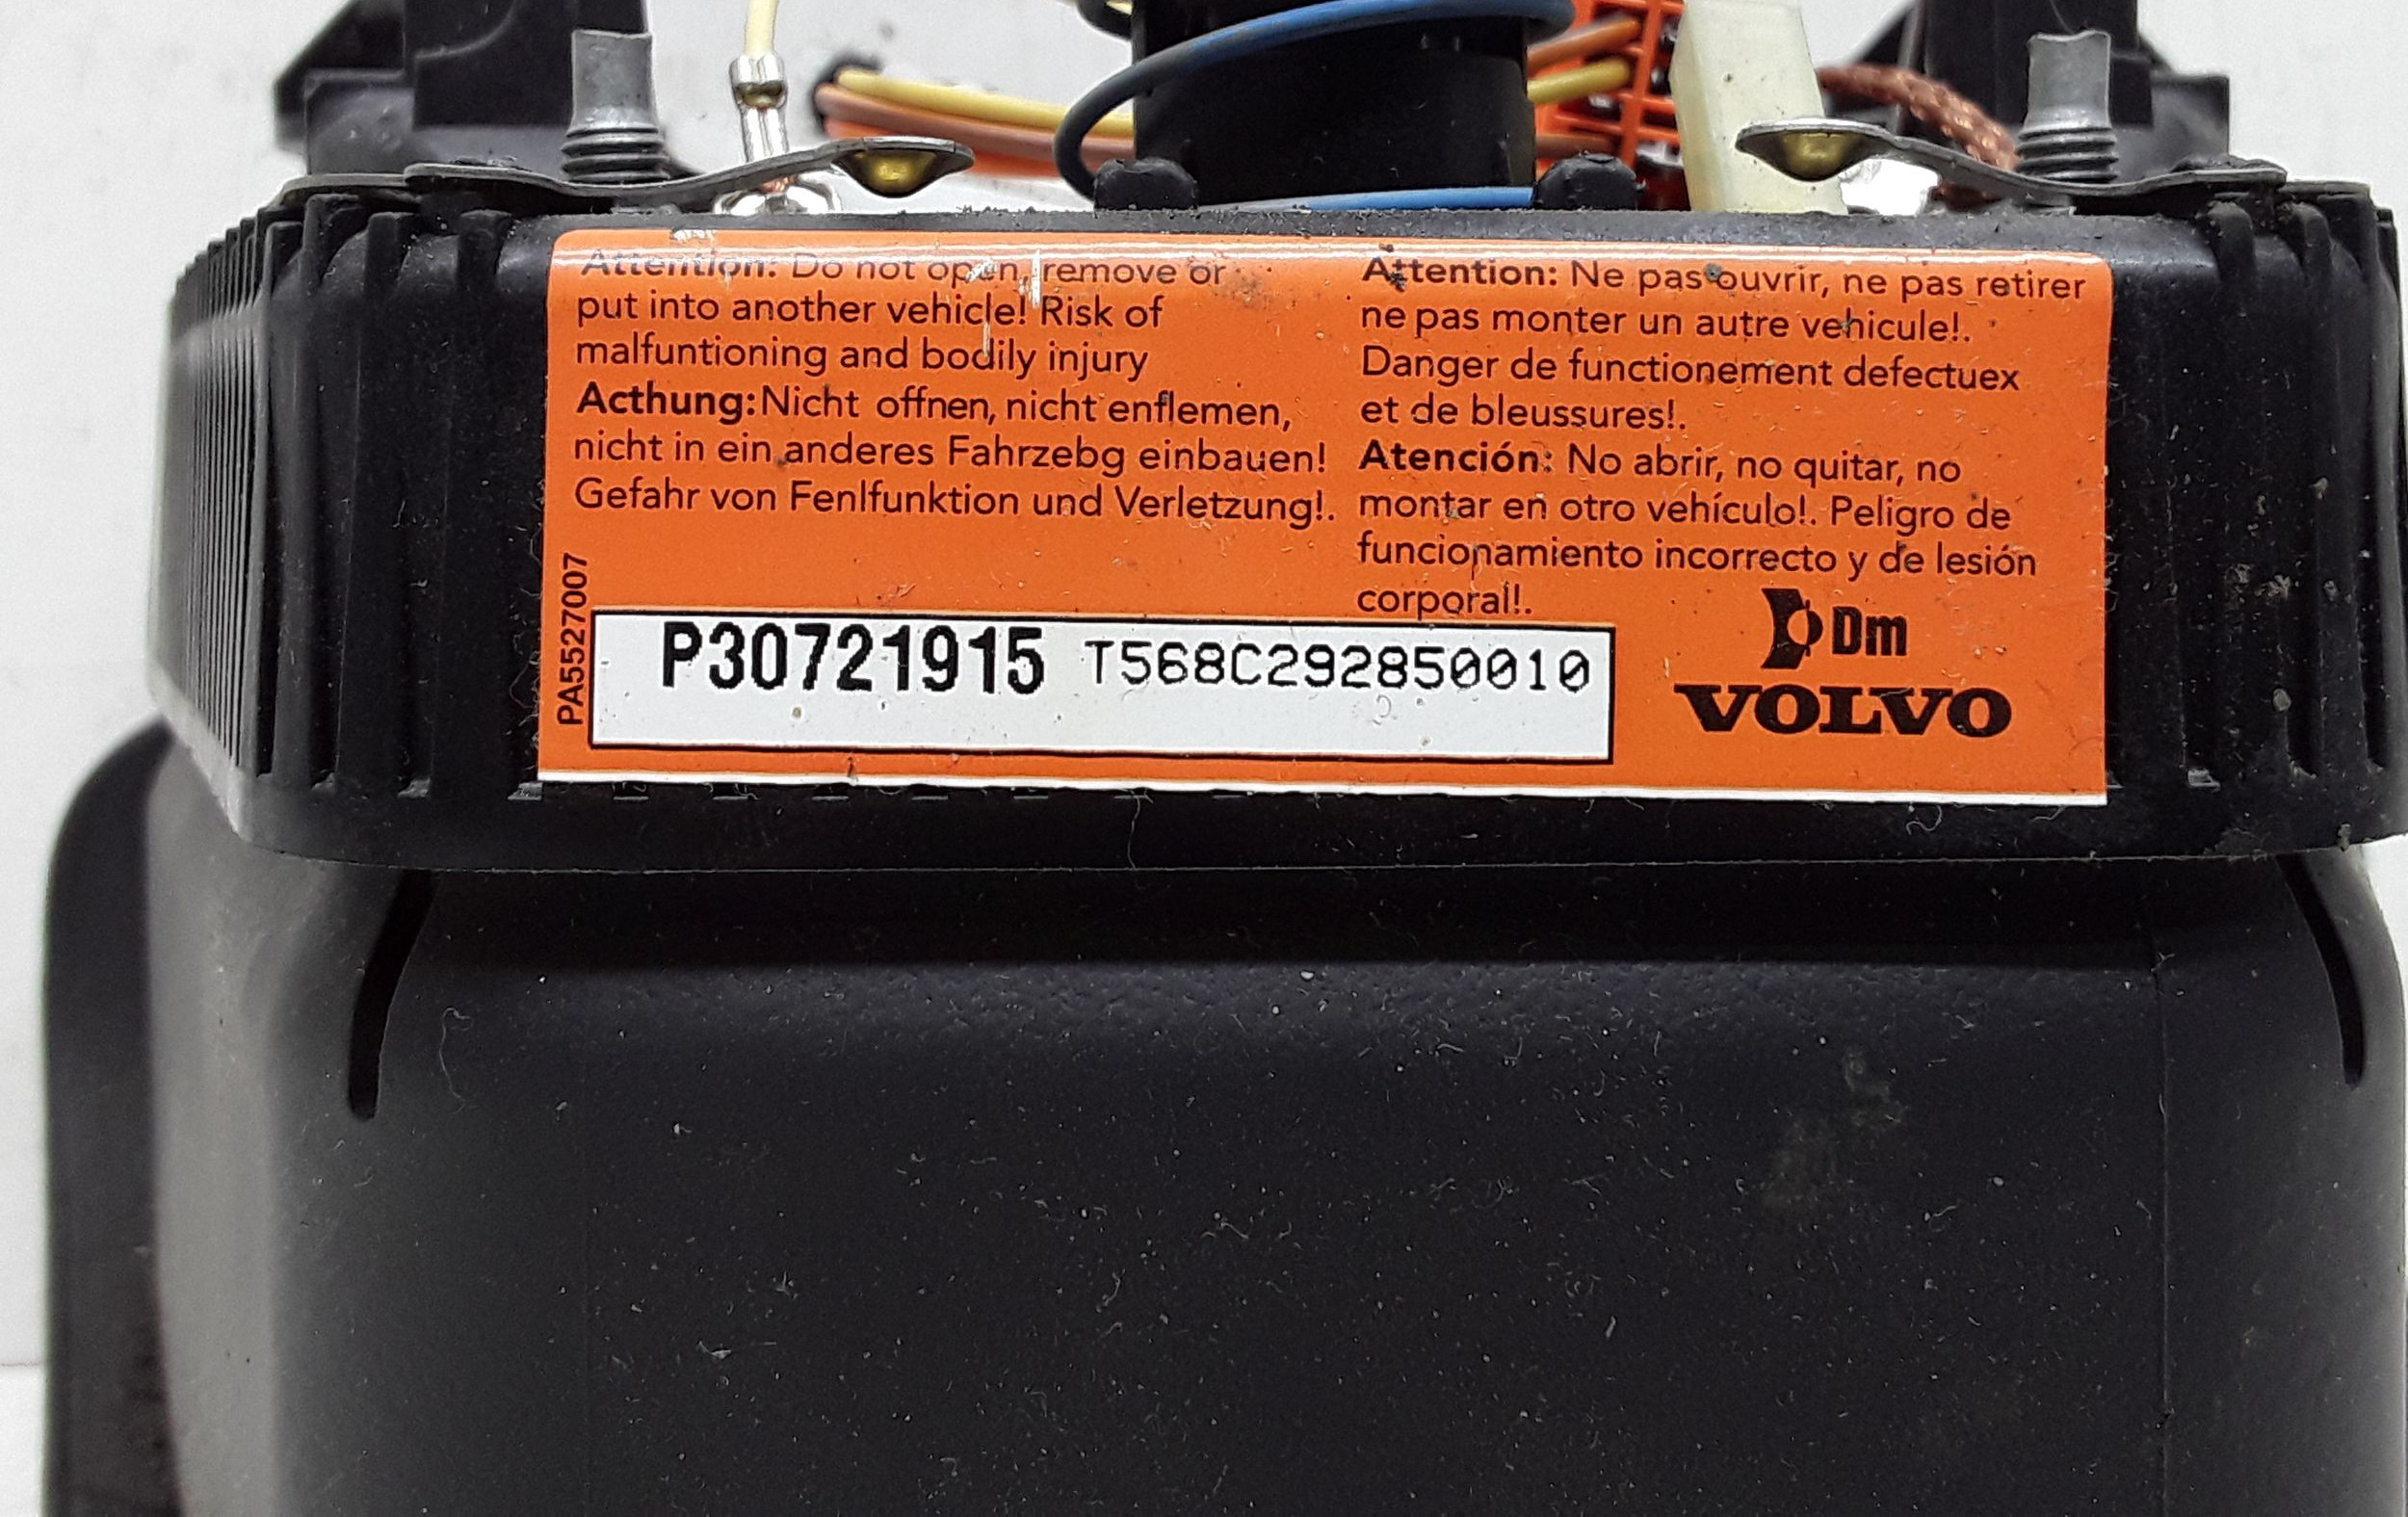 Attention: Do not open, remove or
put into another vehicle! Risk of
malfuntioning and bodily injury
Acthung: Nicht offnen, nicht enflemen,
nicht in ein anderes Fahrzebg einbauen!
Gefahr von Fenlfunktion und Verletzung!.
Attention: Ne pas ouvrir, ne pas retirer
ne pas monter un autre vehicule!.
Danger de functionement defectuex
et de bleussures!.
Atención: No abrir, no quitar, no
montar en otro vehículo!. Peligro de
funcionamiento incorrecto y de lesión
corporal!.
PA5527007
P30721915 T568C292850010
Dm
VOLVO